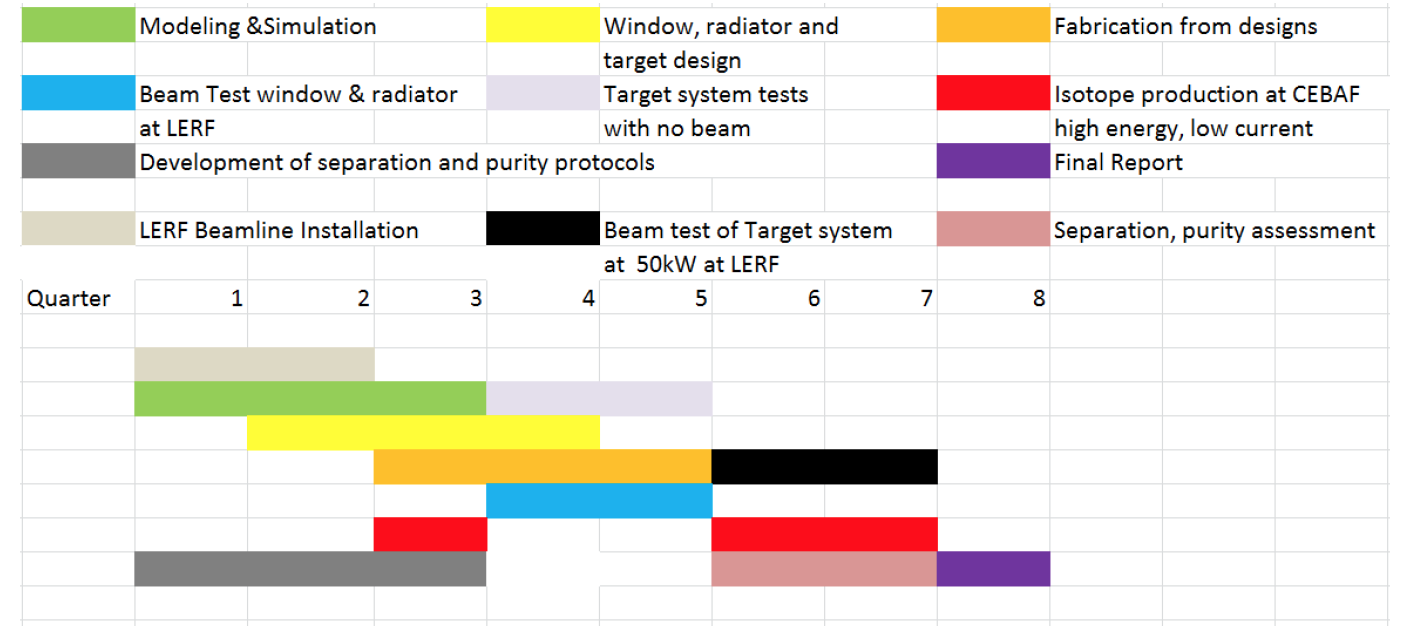 Modeling &Simulation Window, radiator and Fabrication from designs
target design
Beam Test window & radiator Target system tests Isotope production at CEBAF
at LERF with no beam high energy, low current
Development of separation and purity protocols Final Report
LERF Beamline Installation Beam test of Target system Separation, purity assessment
at 50kW at LERF
Quarter 1 2 3 4 5 6 7 8